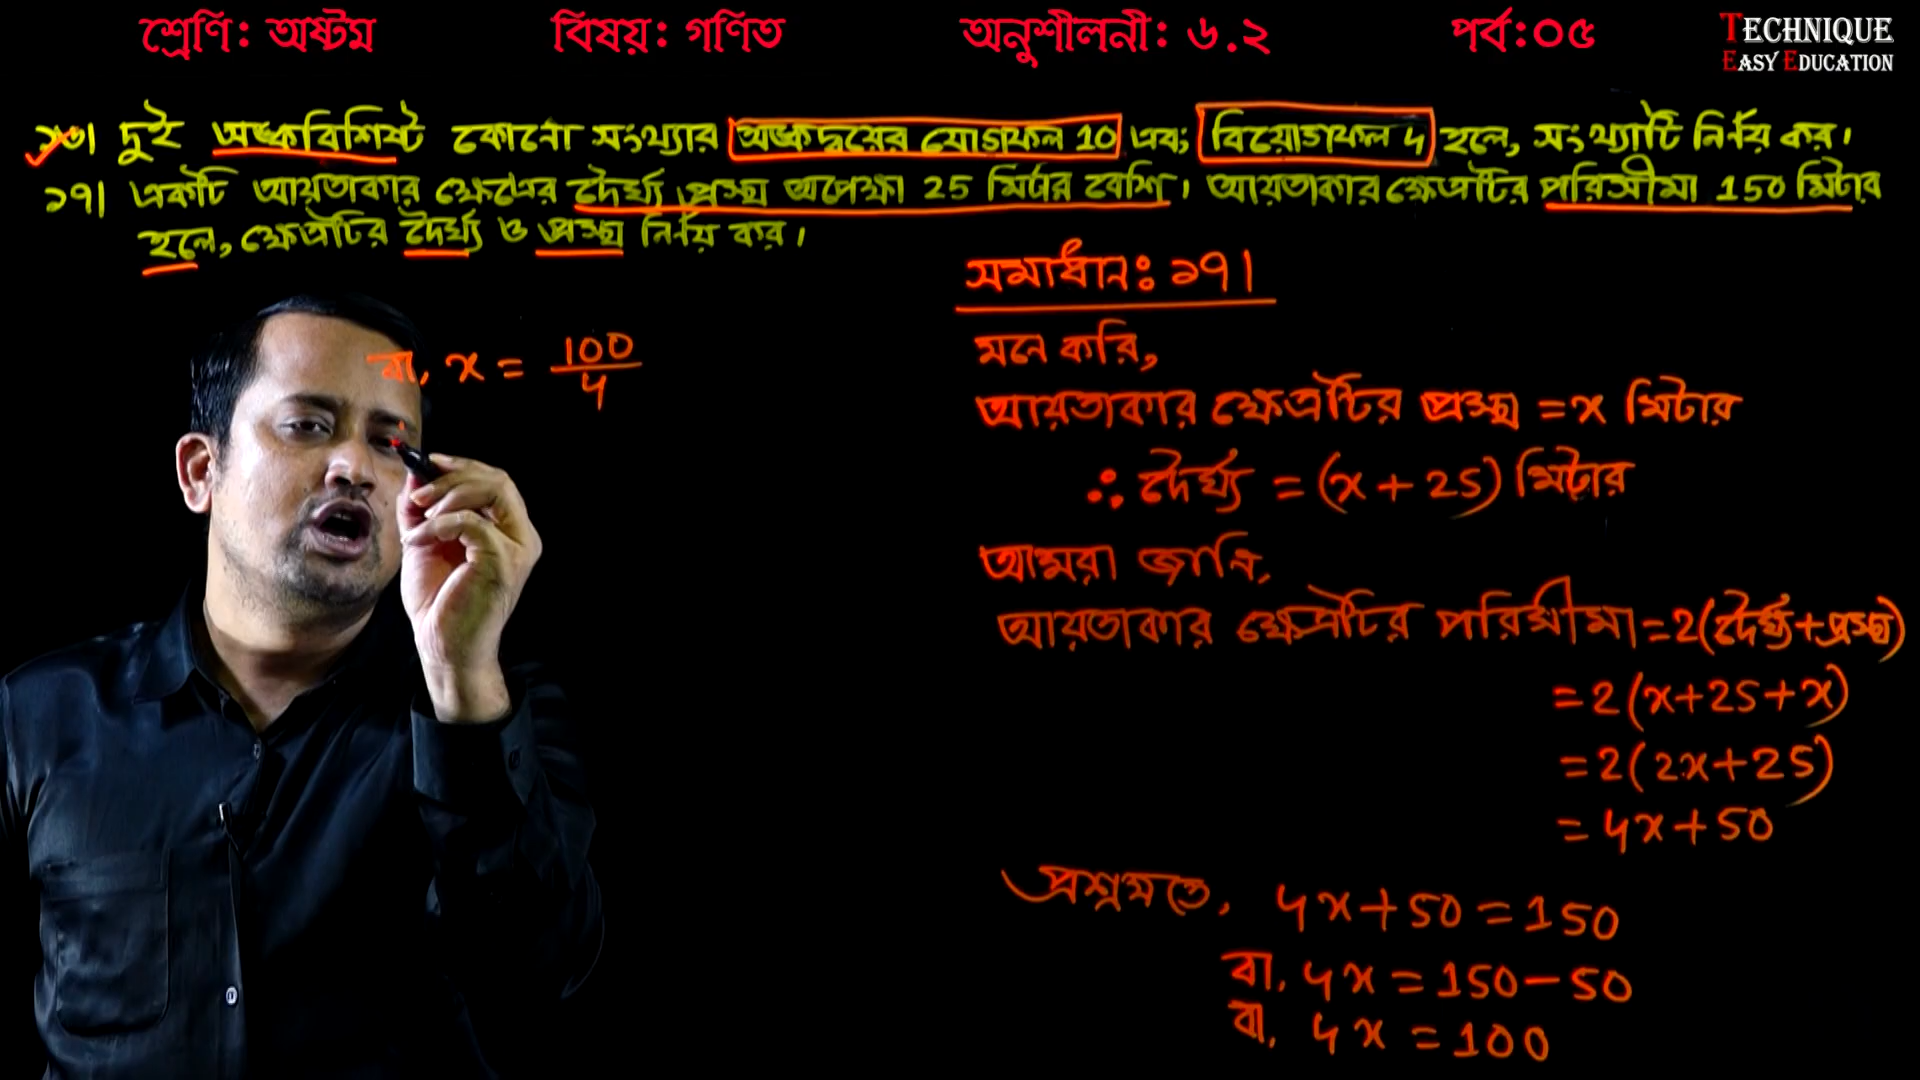 শ্রেণি: অষ্টম বিষয়: গণিত অনুশীলনী: ৬.২ পর্ব:০৫
TECHNIQUE
EASY EDUCATION
১৬। দুই অঙ্কবিশিষ্ট কোনো সংখ্যার অঙ্কদ্বয়ের যোগফল 10 এবং বিয়োগফল 4 হলে, সংখ্যাটি নির্ণয় কর।
১৭। একটি আয়তাকার ক্ষেত্রের দৈর্ঘ্য প্রস্থ অপেক্ষা 25 মিটার বেশি। আয়তাকার ক্ষেত্রটির পরিসীমা 150 মিটার
হলে, ক্ষেত্রটির দৈর্ঘ্য ও প্রস্থ নির্ণয় কর।
সমাধান: ১৭।
মনে করি,
আয়তাকার ক্ষেত্রটির প্রস্থ = x মিটার
∴ দৈর্ঘ্য = (x + 25) মিটার
আমরা জানি,
আয়তাকার ক্ষেত্রটির পরিসীমা = 2(দৈর্ঘ্য+প্রস্থ)
= 2(x+25+x)
= 2(2x+25)
= 4x+50
প্রশ্নমতে, 4x+50 = 150
বা, 4x = 150-50
বা, 4x = 100
বা, x = 100/4